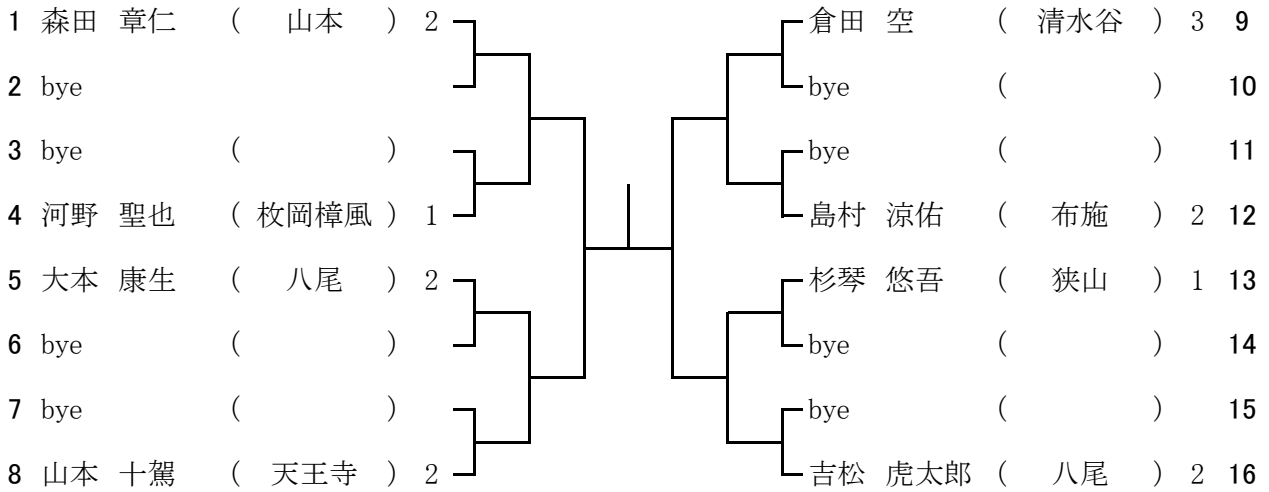 1 森田 章仁 ( 山本 ) 2 倉田 空 ( 清水谷 ) 3 9
2 bye bye ( ) 10
3 bye ( ) bye ( ) 11
4 河野 聖也 ( 枚岡樟風 ) 1 島村 涼佑 ( 布施 ) 2 12
5 大本 康生 ( 八尾 ) 2 杉琴 悠吾 ( 狭山 ) 1 13
6 bye ( ) bye ( ) 14
7 bye ( ) bye ( ) 15
8 山本 十駕 ( 天王寺 ) 2 吉松 虎太郎 ( 八尾 ) 2 16